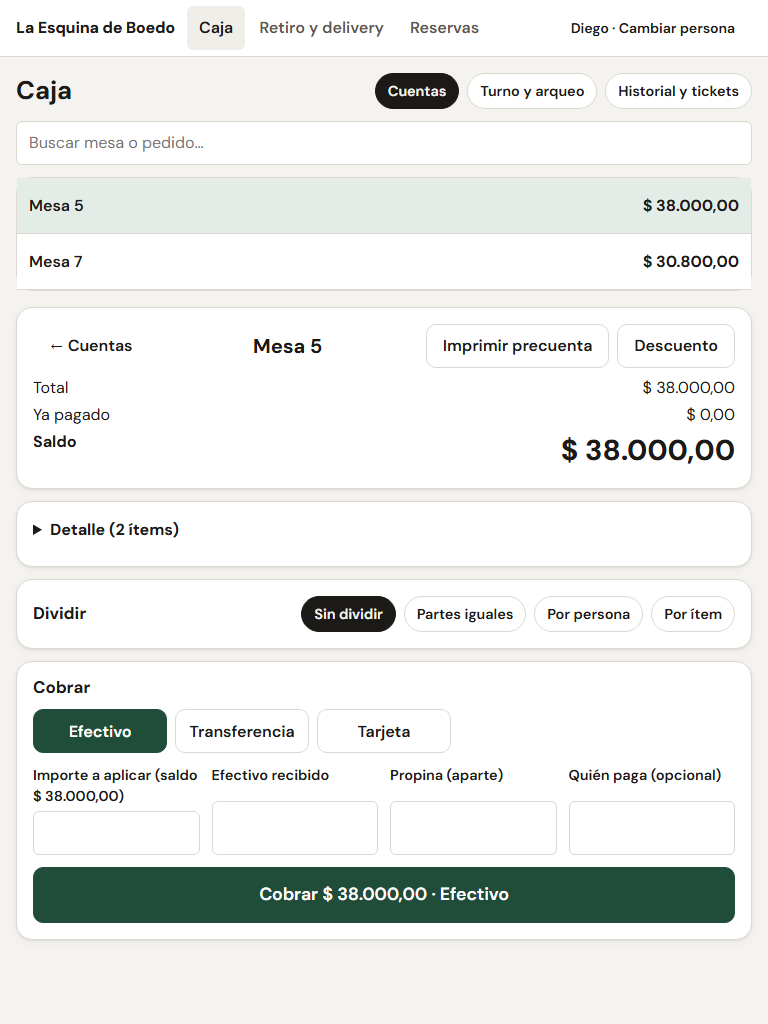 La Esquina de Boedo Caja Retiro y delivery Reservas Diego · Cambiar persona
Caja Cuentas Turno y arqueo Historial y tickets
Buscar mesa o pedido...
Mesa 5 $ 38.000,00
Mesa 7 $ 30.800,00
← Cuentas Mesa 5 Imprimir precuenta Descuento
Total $ 38.000,00
Ya pagado $ 0,00
Saldo $ 38.000,00
Detalle (2 ítems)
Dividir Sin dividir Partes iguales Por persona Por ítem
Cobrar
Efectivo Transferencia Tarjeta
Importe a aplicar (saldo $ 38.000,00) Efectivo recibido Propina (aparte) Quién paga (opcional)
Cobrar $ 38.000,00 · Efectivo